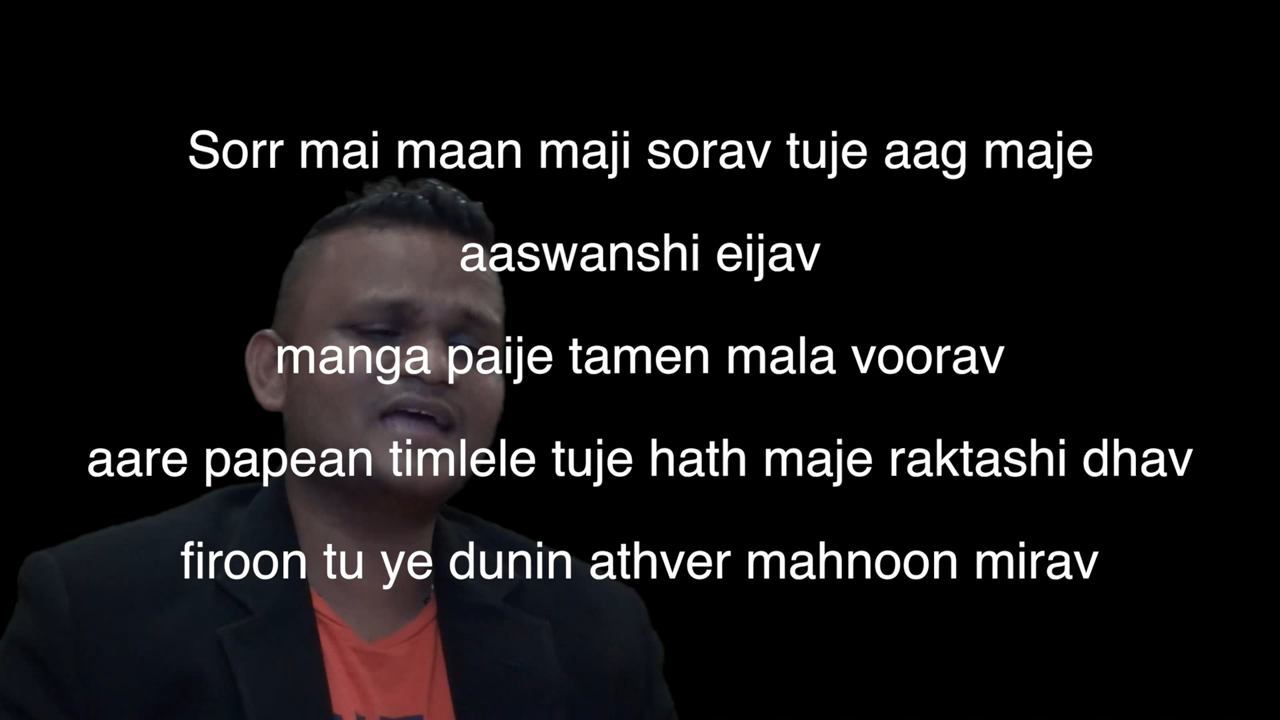 Sorr mai maan maji sorav tuje aag maje
aaswanshi eijav
manga paije tamen mala voorav
aare papean timlele tuje hath maje raktashi dhav
firoon tu ye dunin athver mahnoon mirav